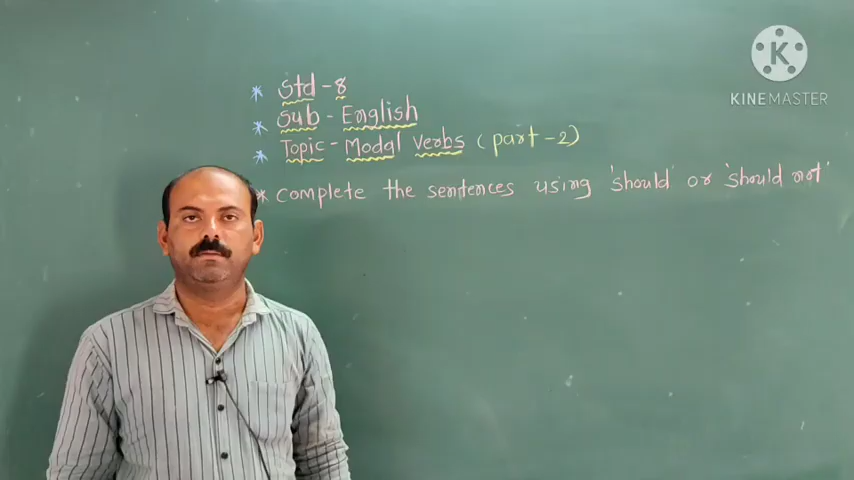 * Std - 8
* Sub - English
* Topic - Modal verbs (part-2)
* complete the sentences using 'should' or 'should not'
K
KINEMASTER